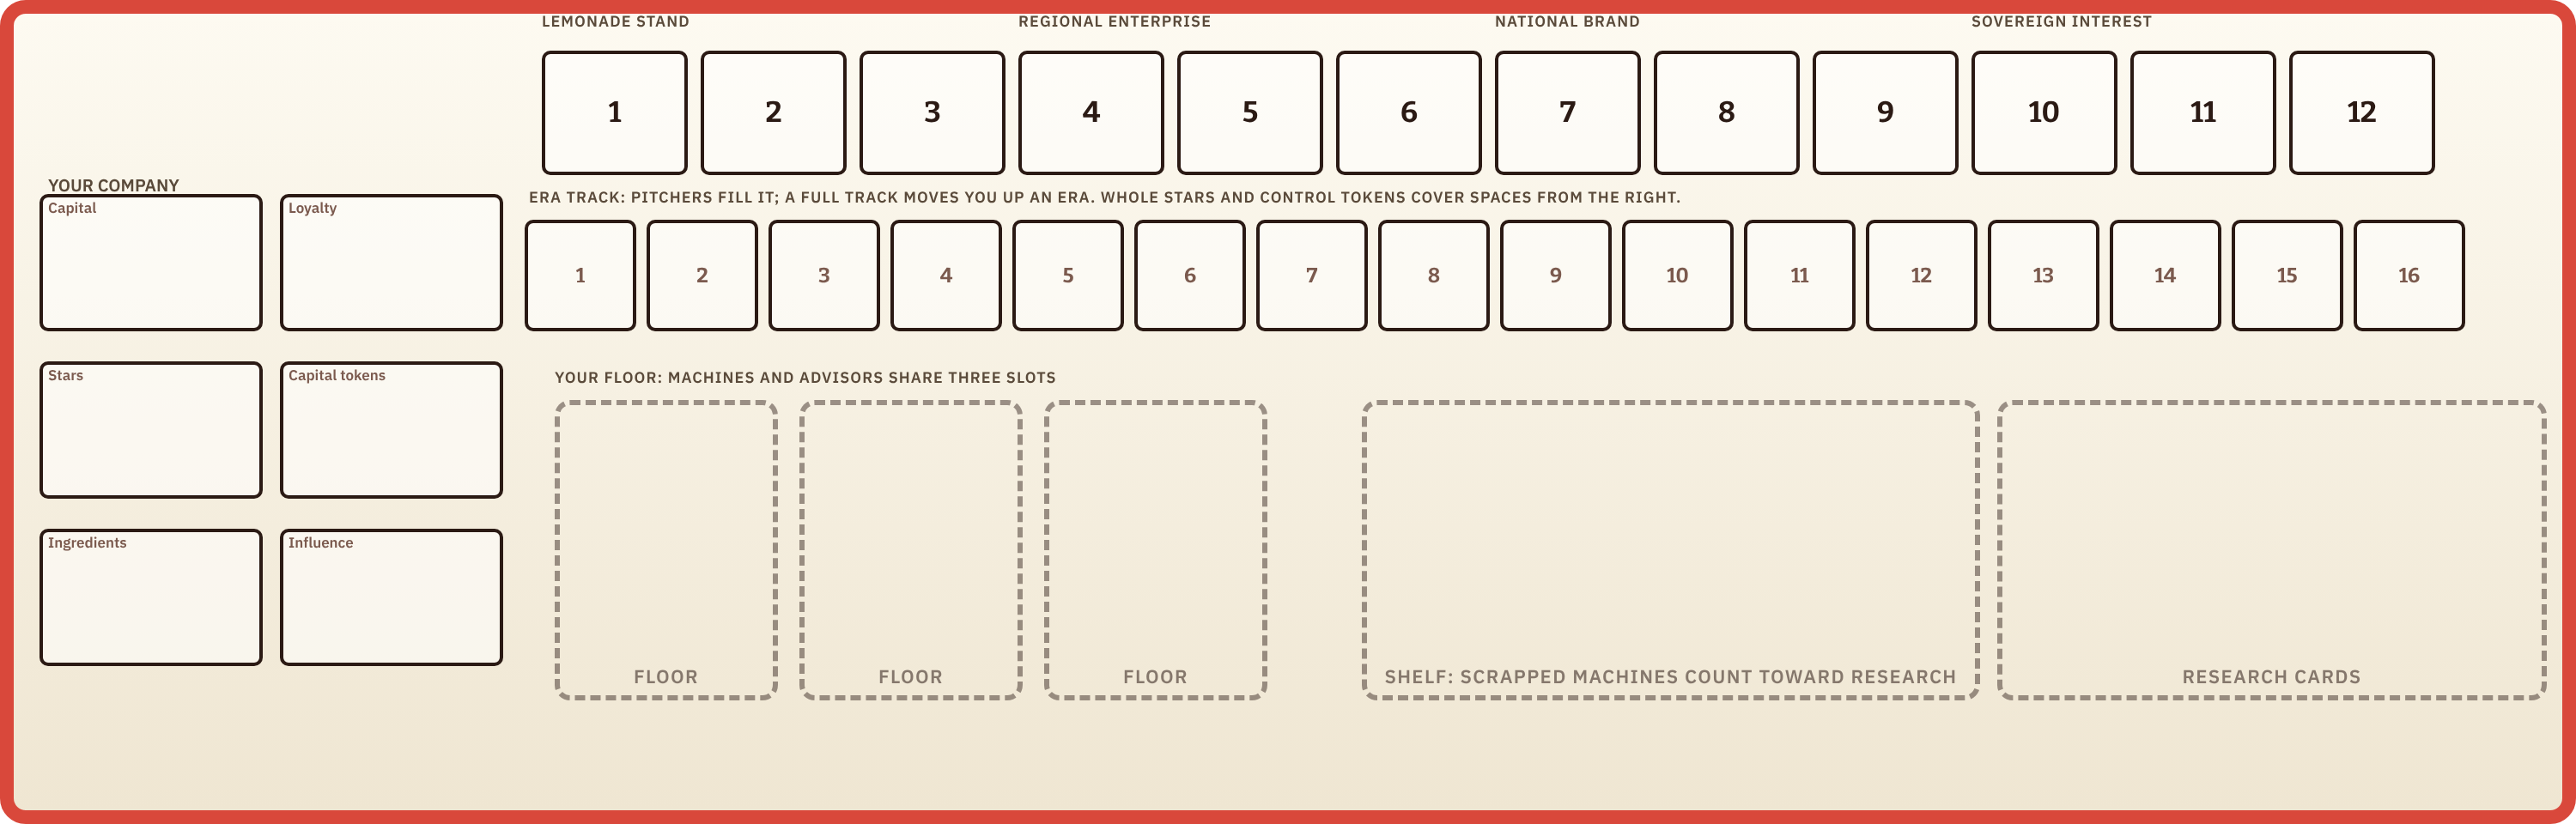 LEMONADE STAND REGIONAL ENTERPRISE NATIONAL BRAND SOVEREIGN INTEREST
1 2 3 4 5 6 7 8 9 10 11 12
YOUR COMPANY
Capital Loyalty
Stars Capital tokens
Ingredients Influence
ERA TRACK: PITCHERS FILL IT; A FULL TRACK MOVES YOU UP AN ERA. WHOLE STARS AND CONTROL TOKENS COVER SPACES FROM THE RIGHT.
1 2 3 4 5 6 7 8 9 10 11 12 13 14 15 16
YOUR FLOOR: MACHINES AND ADVISORS SHARE THREE SLOTS
FLOOR FLOOR FLOOR SHELF: SCRAPPED MACHINES COUNT TOWARD RESEARCH RESEARCH CARDS